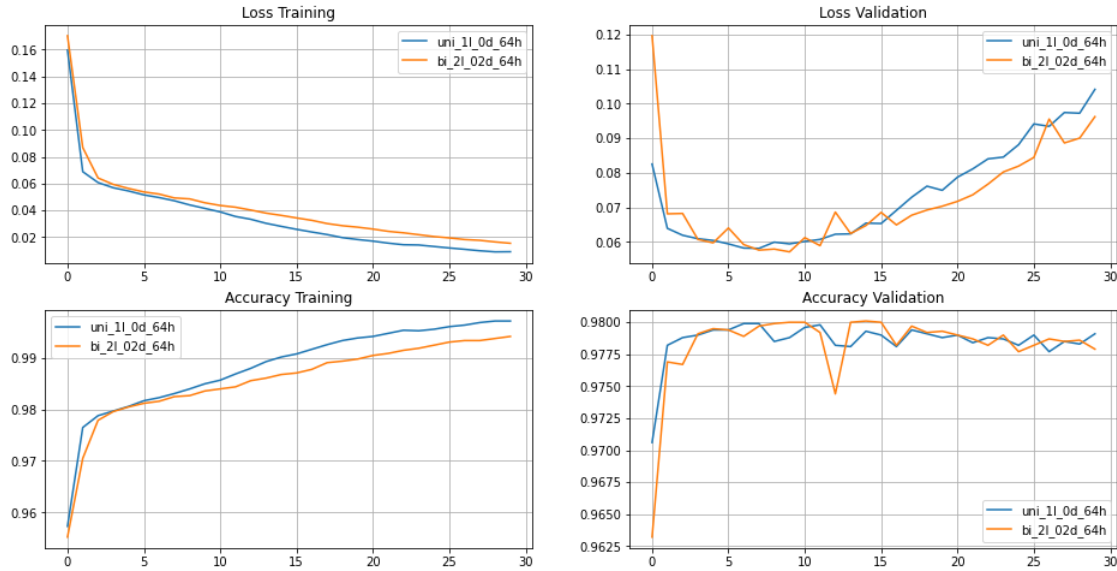 Loss Training
0.16
0.14
0.12
0.10
0.08
0.06
0.04
0.02
uni_1l_0d_64h
bi_2l_02d_64h
0 5 10 15 20 25 30
Loss Validation
0.12
0.11
0.10
0.09
0.08
0.07
0.06
uni_1l_0d_64h
bi_2l_02d_64h
0 5 10 15 20 25 30
Accuracy Training
uni_1l_0d_64h
bi_2l_02d_64h
0.99
0.98
0.97
0.96
0 5 10 15 20 25 30
Accuracy Validation
0.9800
0.9775
0.9750
0.9725
0.9700
0.9675
0.9650
0.9625
uni_1l_0d_64h
bi_2l_02d_64h
0 5 10 15 20 25 30